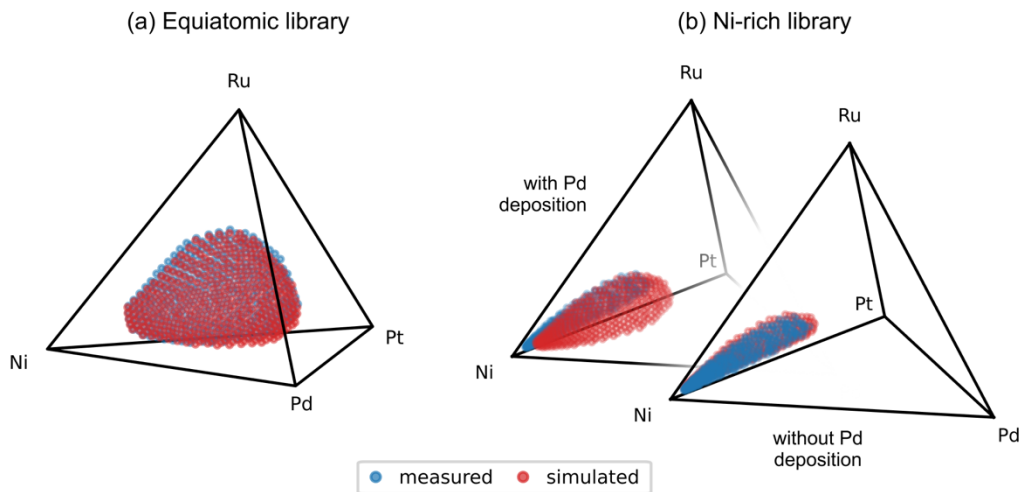 (a) Equiatomic library
Ru
Ni
Pt
Pd
(b) Ni-rich library
Ru
with Pd
deposition
Pt
Ni
Ru
Pt
Ni
Pd
without Pd
deposition
measured
simulated